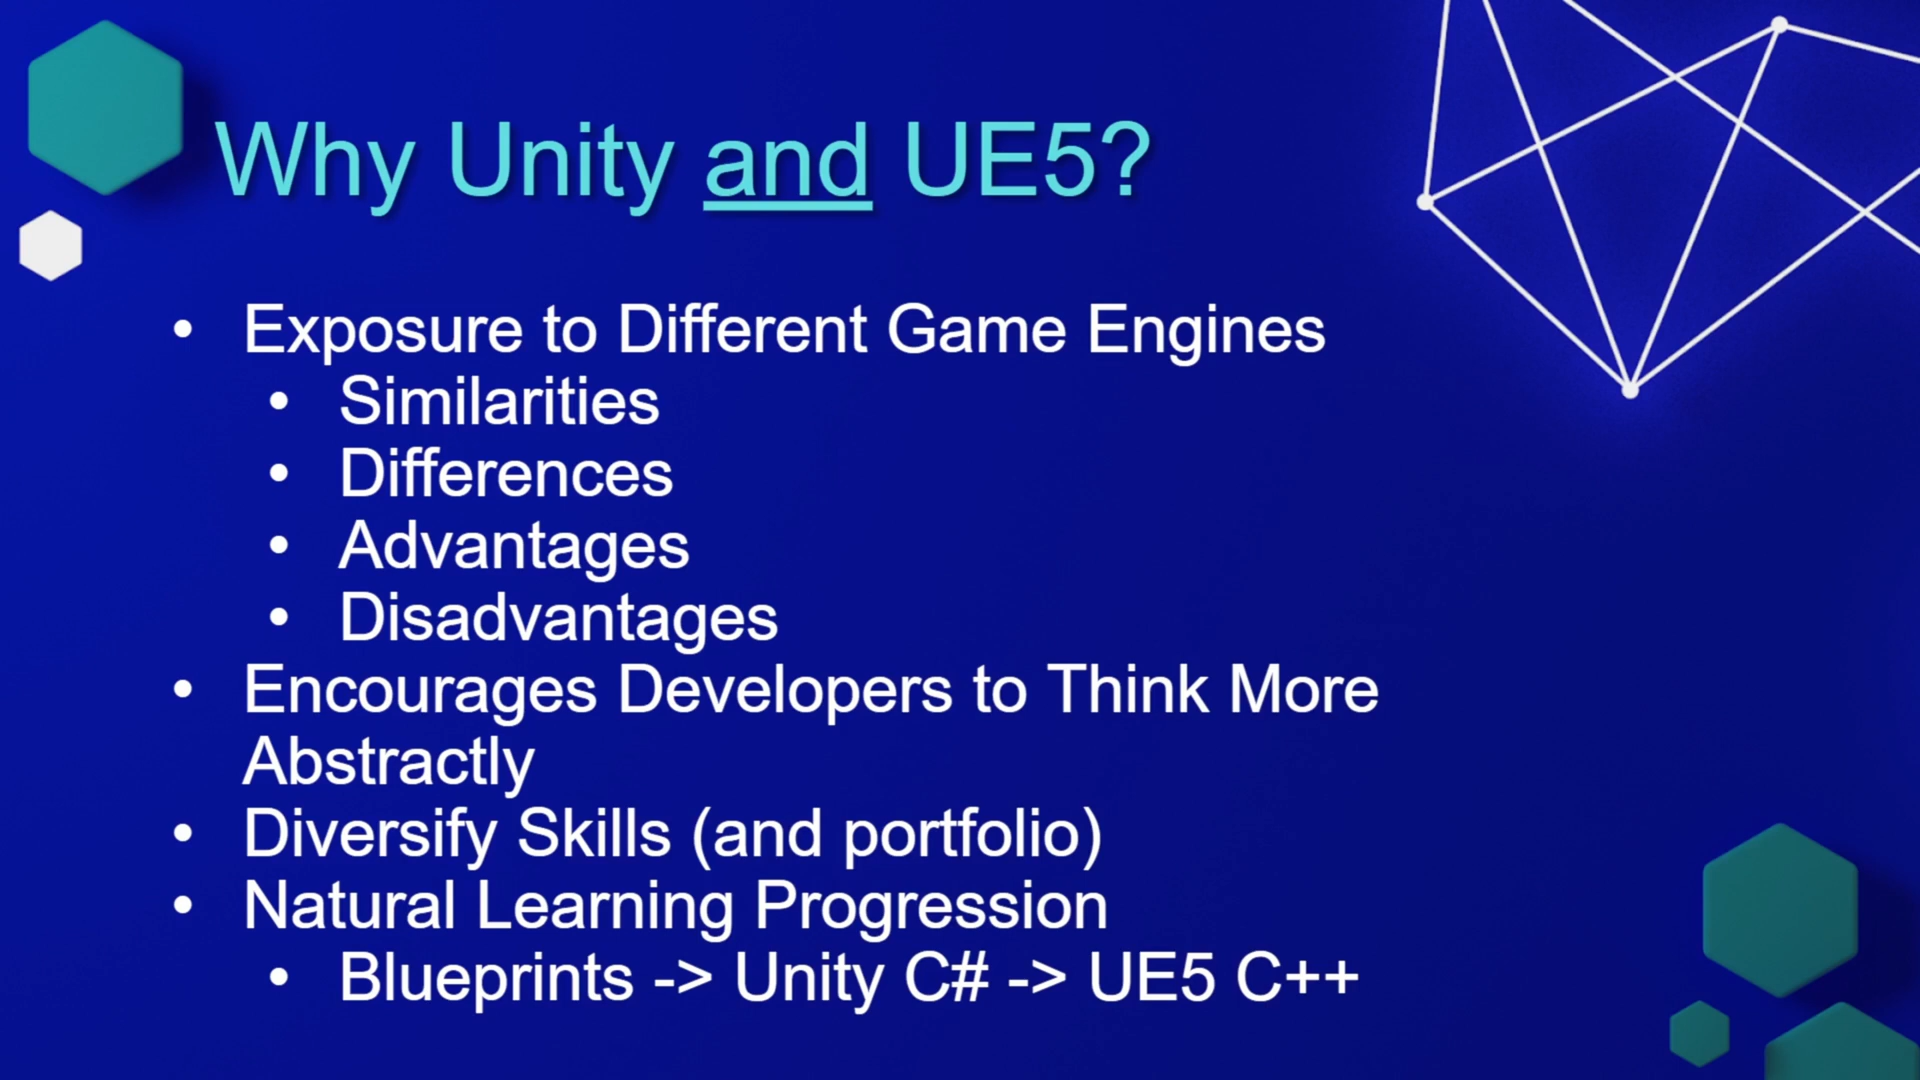 Why Unity and UE5?
• Exposure to Different Game Engines
• Similarities
• Differences
• Advantages
• Disadvantages
• Encourages Developers to Think More
Abstractly
• Diversify Skills (and portfolio)
• Natural Learning Progression
• Blueprints -> Unity C# -> UE5 C++